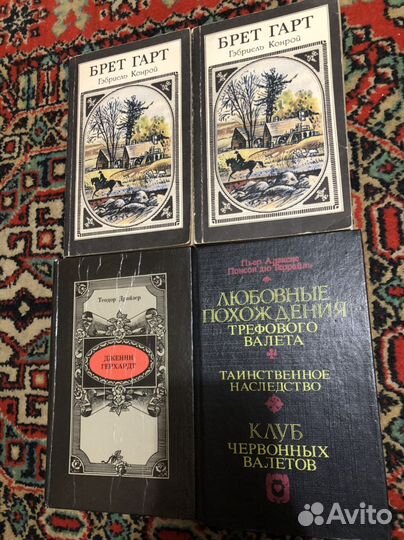 БРЕТ ГАРТ
Гэбриель Конрой
БРЕТ ГАРТ
Гэбриель Конрой
Теодор Драйзер
ДЖЕННИ
ГЕРХАРДТ
Пьер Алексис
Понсон дю Террайль
ЛЮБОВНЫЕ
ПОХОЖДЕНИЯ
ТРЕФОВОГО
ВАЛЕТА
ТАИНСТВЕННОЕ
НАСЛЕДСТВО
КЛУБ
ЧЕРВОННЫХ
ВАЛЕТОВ
Avito